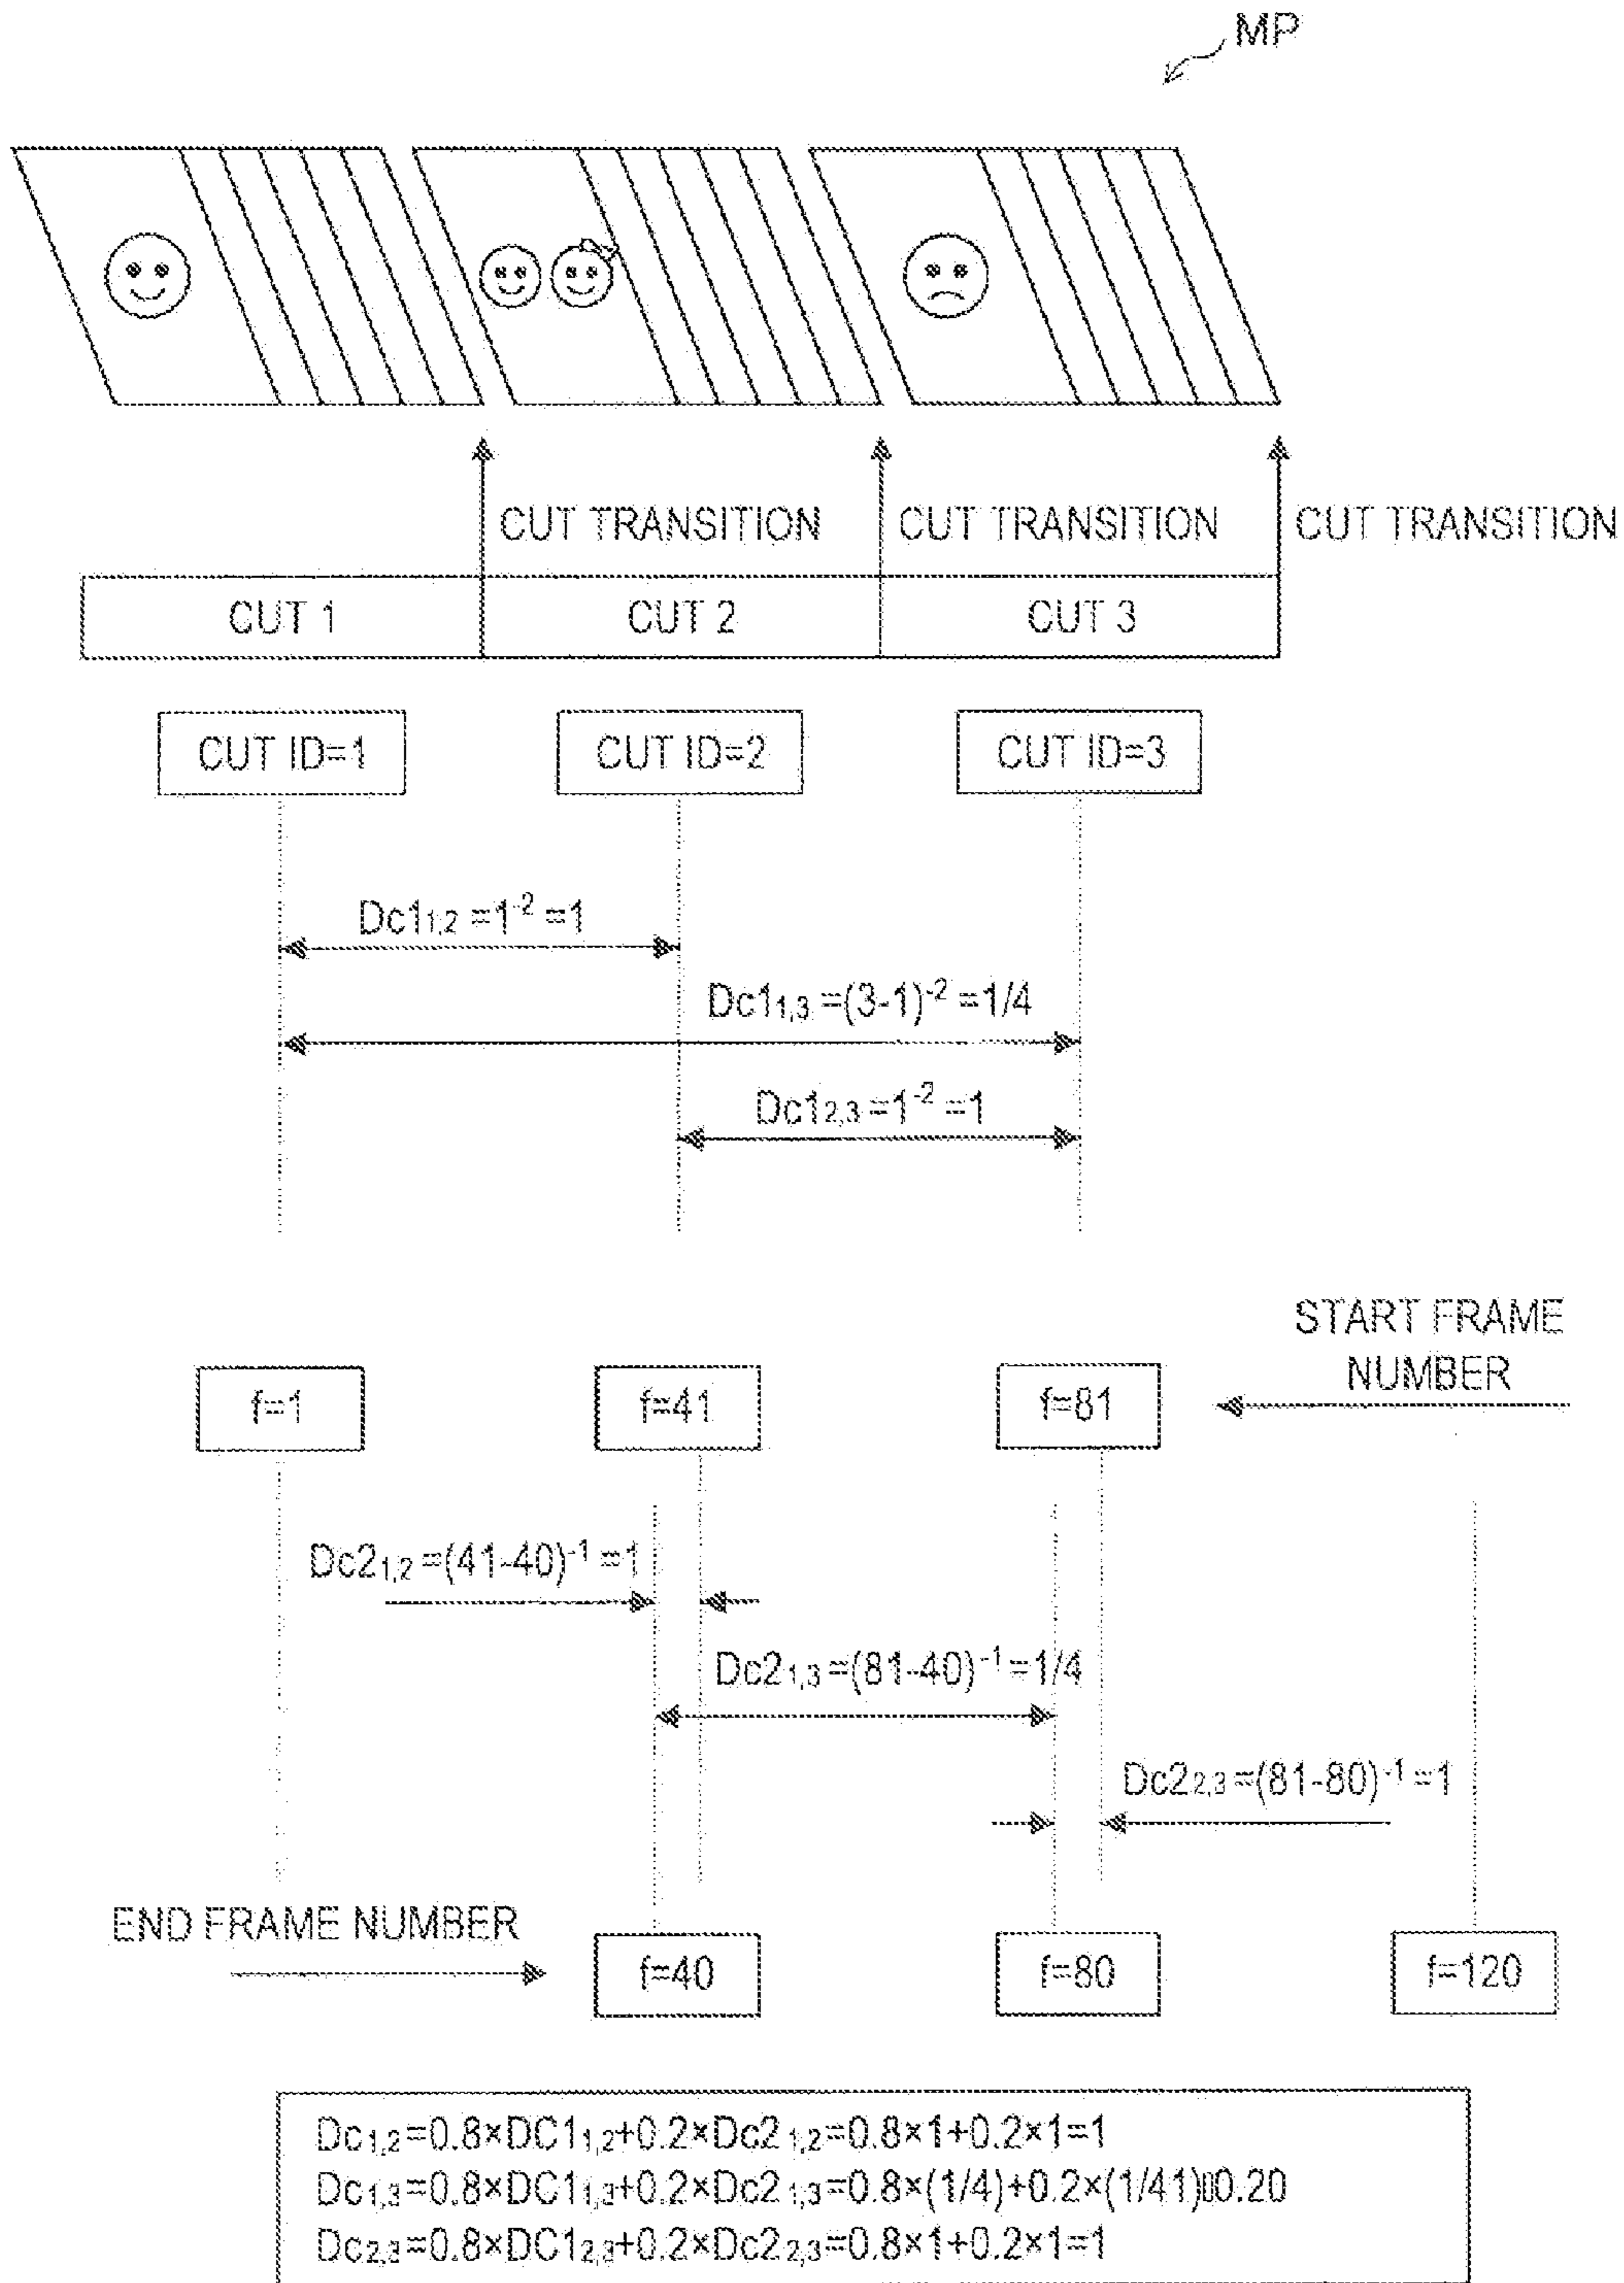 MP
CUT TRANSITION
CUT TRANSITION
CUT TRANSITION
CUT 1
CUT 2
CUT 3
CUT ID=1
CUT ID=2
CUT ID=3
Dc1₁,₂=1⁻²=1
Dc1₁,₃=(3-1)⁻²=1/4
Dc1₂,₃=1⁻²=1
START FRAME
NUMBER
f=1
f=41
f=81
Dc2₁,₂=(41-40)⁻¹=1
Dc2₁,₃=(81-40)⁻¹=1/4
Dc2₂,₃=(81-80)⁻¹=1
END FRAME NUMBER
f=40
f=80
f=120
Dc₁,₂=0.8×DC1₁,₂+0.2×Dc2₁,₂=0.8×1+0.2×1=1
Dc₁,₃=0.8×DC1₁,₃+0.2×Dc2₁,₃=0.8×(1/4)+0.2×(1/41)▯0.20
Dc₂,₃=0.8×DC1₂,₃+0.2×Dc2₂,₃=0.8×1+0.2×1=1